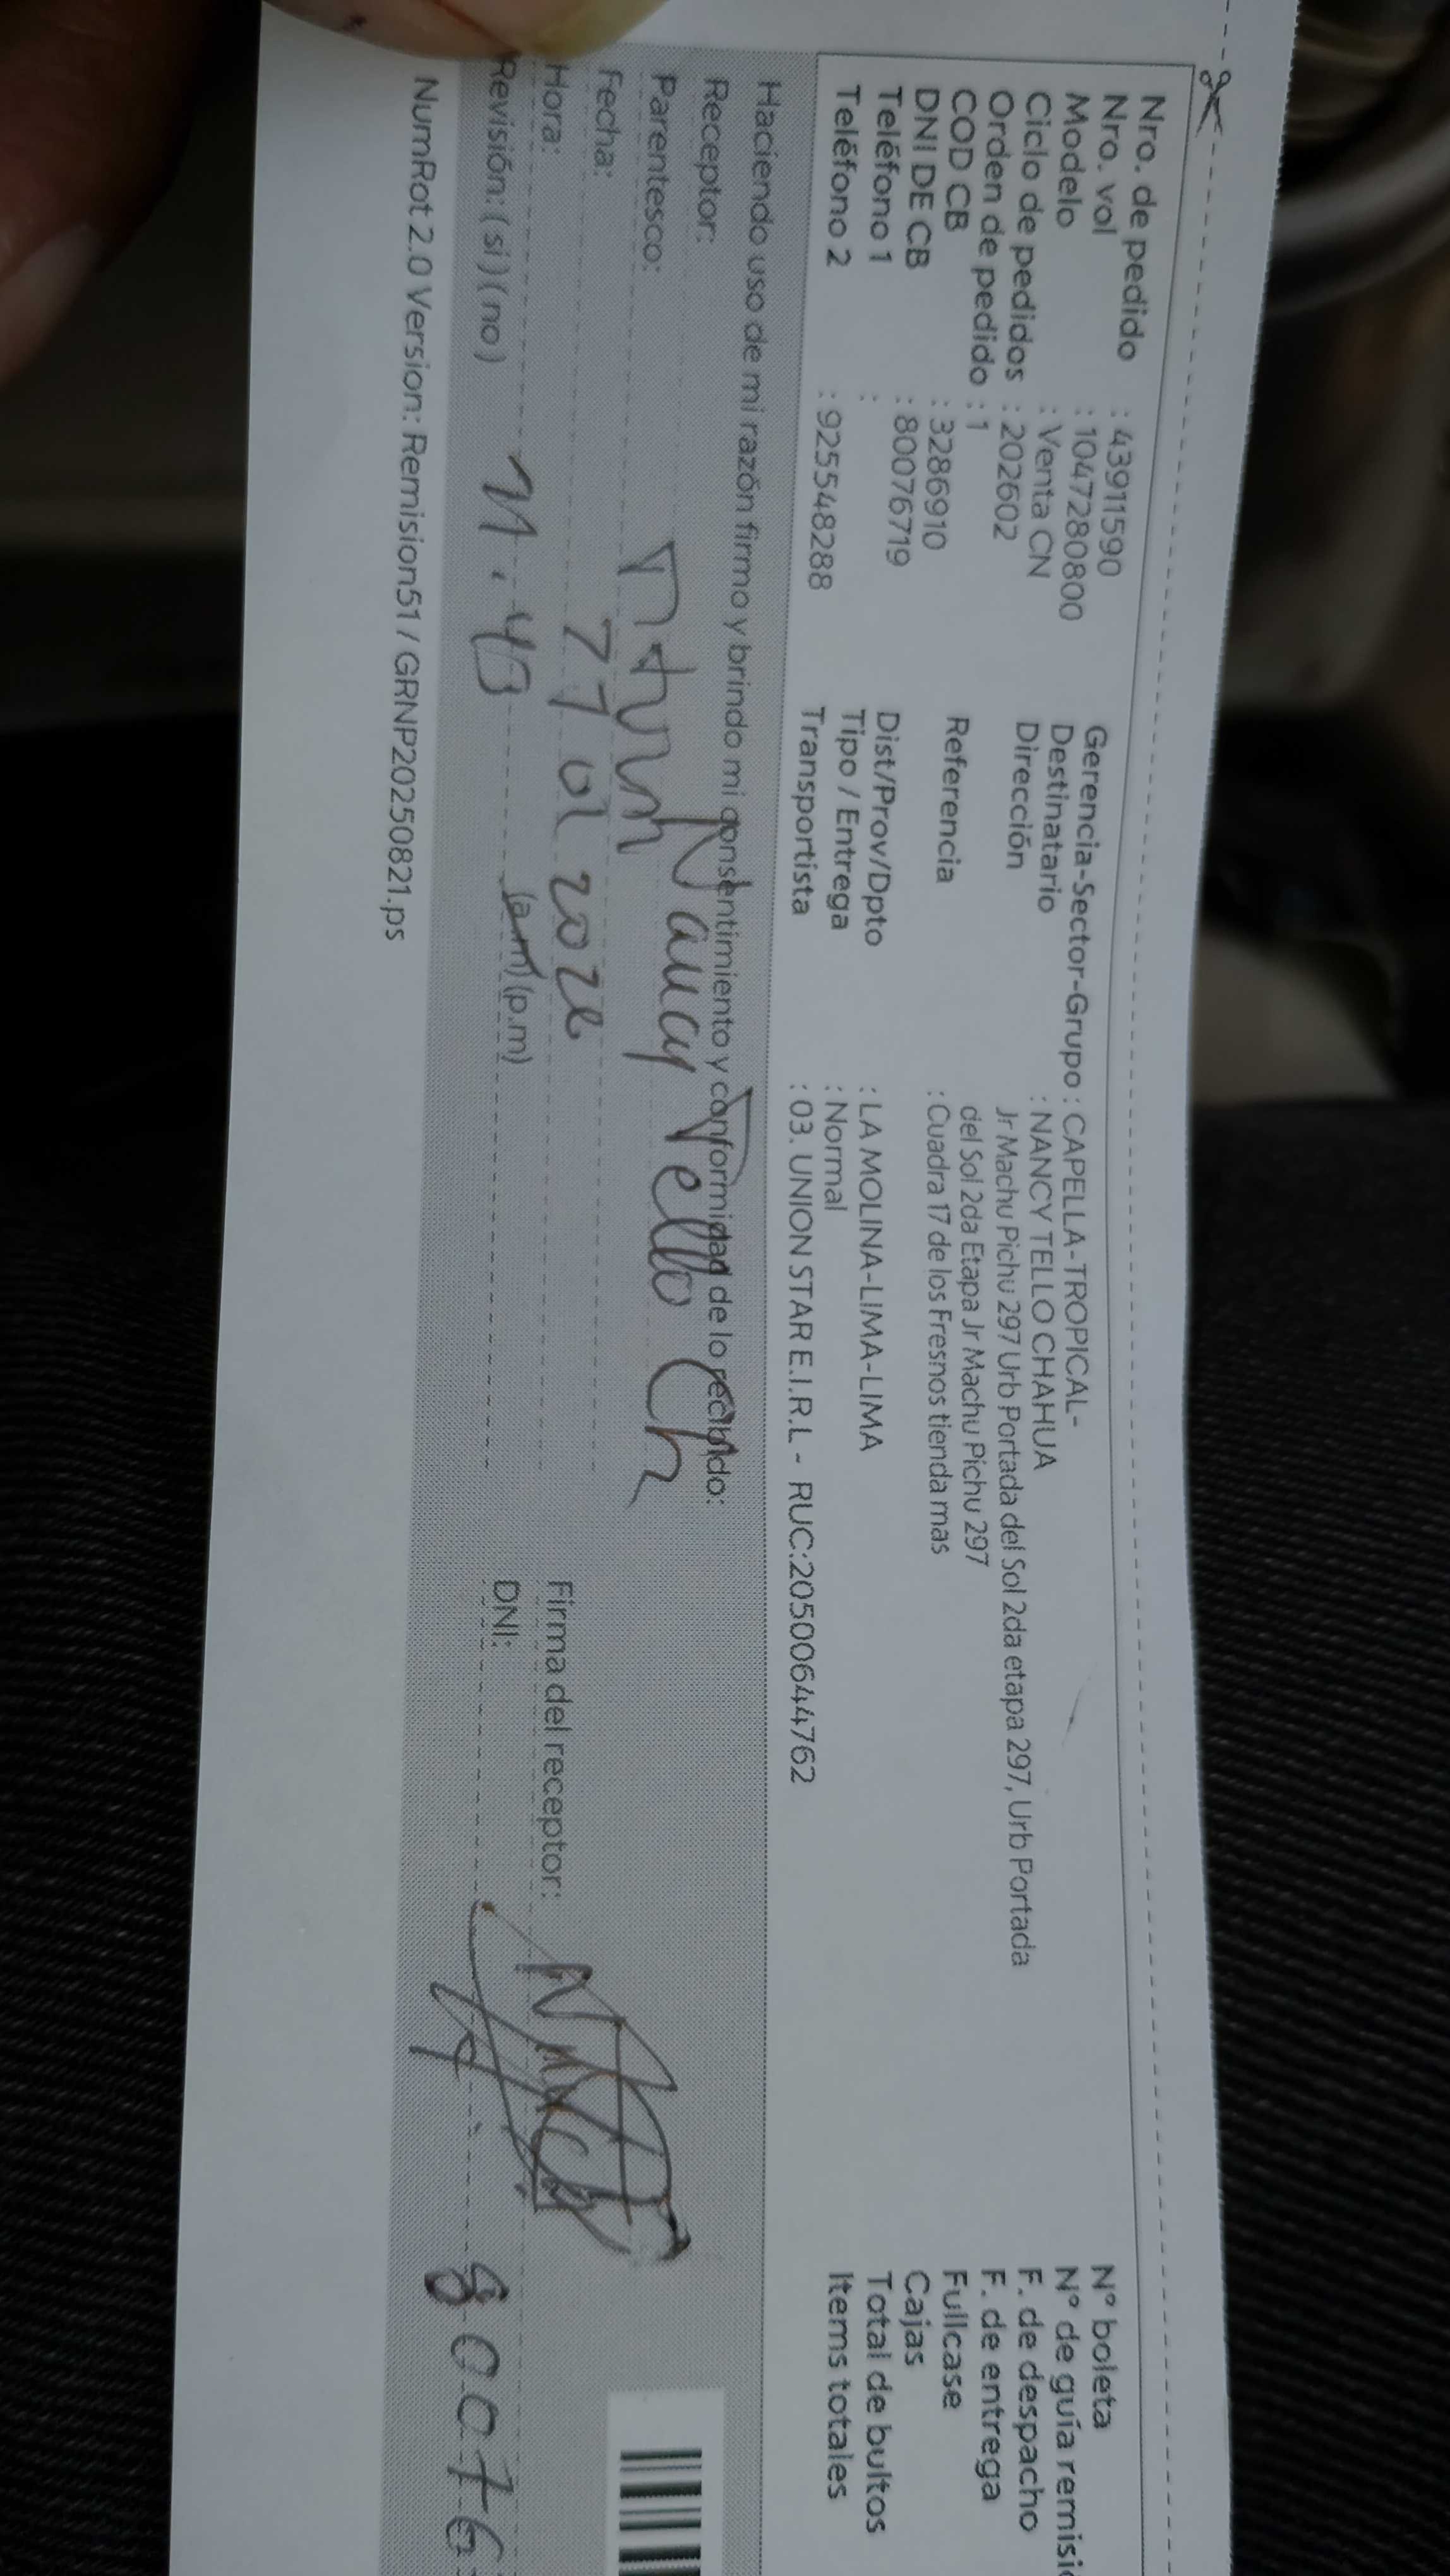 Nro. de pedido : 43911590
Nro. vol : 1047280800
Modelo : Venta CN
Ciclo de pedidos : 202602
Orden de pedido : 1
COD CB : 3286910
DNI DE CB : 80076719
Teléfono 1 :
Teléfono 2 : 925548288
Gerencia-Sector-Grupo : CAPELLA-TROPICAL-
Destinatario : NANCY TELLO CHAHUA
Dirección Jr Machu Pichu 297 Urb Portada del Sol 2da etapa 297, Urb Portada
del Sol 2da Etapa Jr Machu Pichu 297
Referencia : Cuadra 17 de los Fresnos tienda mas
Dist/Prov/Dpto : LA MOLINA-LIMA-LIMA
Tipo / Entrega : Normal
Transportista : 03. UNION STAR E.I.R.L - RUC:20500644762
Nº boleta
Nº de guía remisi
F. de despacho
F. de entrega
Fullcase
Cajas
Total de bultos
Items totales
Haciendo uso de mi razón firmo y brindo mi consentimiento y conformidad de lo recibido:
Receptor: Nancy Tello Ch
Parentesco:
Fecha: 01
Hora: (a.m) (p.m)
Revisión: (si) (no)
Firma del receptor:
DNI: 80076
NumRot 2.0 Version: Remision51 / GRNP20250821.ps